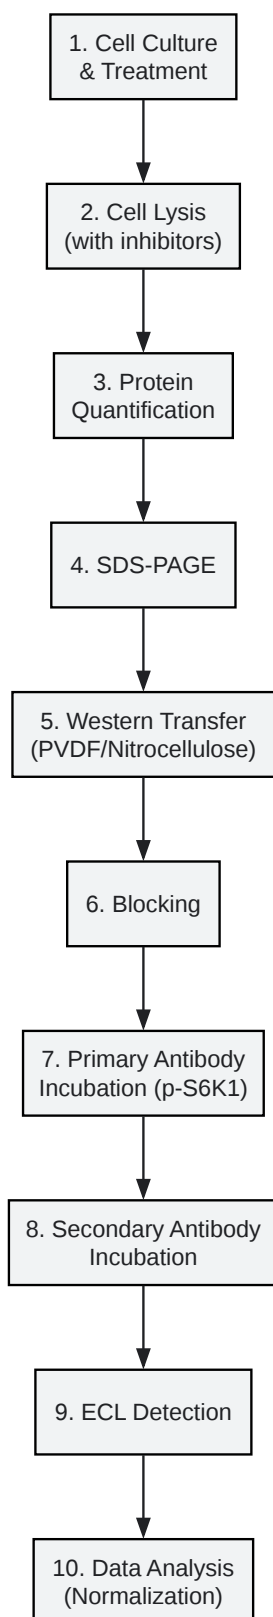 1. Cell Culture
& Treatment
2. Cell Lysis
(with inhibitors)
3. Protein
Quantification
4. SDS-PAGE
5. Western Transfer
(PVDF/Nitrocellulose)
6. Blocking
7. Primary Antibody
Incubation (p-S6K1)
8. Secondary Antibody
Incubation
9. ECL Detection
10. Data Analysis
(Normalization)